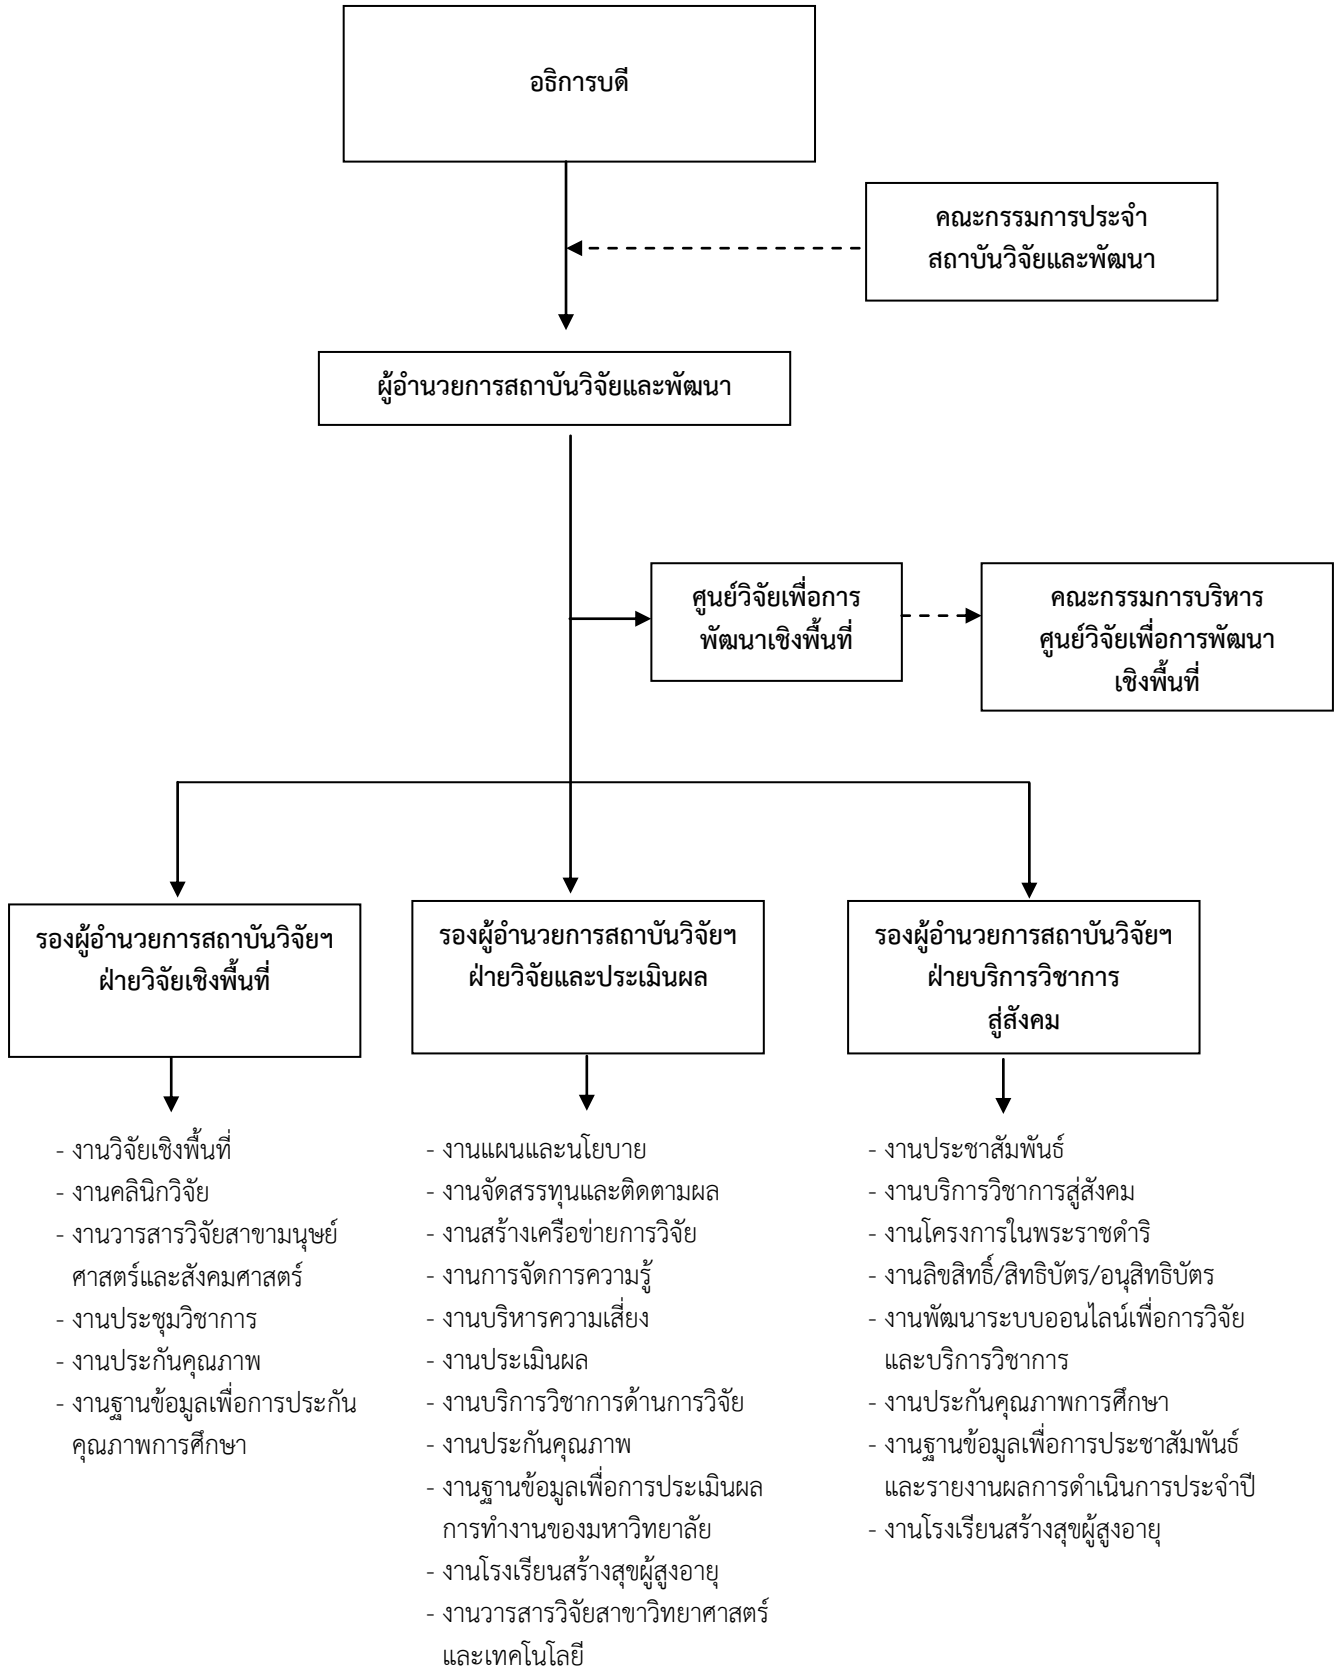 อธิการบดี
คณะกรรมการประจำ
สถาบันวิจัยและพัฒนา
ผู้อำนวยการสถาบันวิจัยและพัฒนา
ศูนย์วิจัยเพื่อการ
พัฒนาเชิงพื้นที่
คณะกรรมการบริหาร
ศูนย์วิจัยเพื่อการพัฒนา
เชิงพื้นที่
รองผู้อำนวยการสถาบันวิจัยฯ
ฝ่ายวิจัยเชิงพื้นที่
รองผู้อำนวยการสถาบันวิจัยฯ
ฝ่ายวิจัยและประเมินผล
รองผู้อำนวยการสถาบันวิจัยฯ
ฝ่ายบริการวิชาการ
สู่สังคม
- งานวิจัยเชิงพื้นที่
- งานคลินิกวิจัย
- งานวารสารวิจัยสาขามนุษย์
ศาสตร์และสังคมศาสตร์
- งานประชุมวิชาการ
- งานประกันคุณภาพ
- งานฐานข้อมูลเพื่อการประกัน
คุณภาพการศึกษา
- งานแผนและนโยบาย
- งานจัดสรรทุนและติดตามผล
- งานสร้างเครือข่ายการวิจัย
- งานการจัดการความรู้
- งานบริหารความเสี่ยง
- งานประเมินผล
- งานบริการวิชาการด้านการวิจัย
- งานประกันคุณภาพ
- งานฐานข้อมูลเพื่อการประเมินผล
การทำงานของมหาวิทยาลัย
- งานโรงเรียนสร้างสุขผู้สูงอายุ
- งานวารสารวิจัยสาขาวิทยาศาสตร์
และเทคโนโลยี
- งานประชาสัมพันธ์
- งานบริการวิชาการสู่สังคม
- งานโครงการในพระราชดำริ
- งานลิขสิทธิ์/สิทธิบัตร/อนุสิทธิบัตร
- งานพัฒนาระบบออนไลน์เพื่อการวิจัย
และบริการวิชาการ
- งานประกันคุณภาพการศึกษา
- งานฐานข้อมูลเพื่อการประชาสัมพันธ์
และรายงานผลการดำเนินการประจำปี
- งานโรงเรียนสร้างสุขผู้สูงอายุ